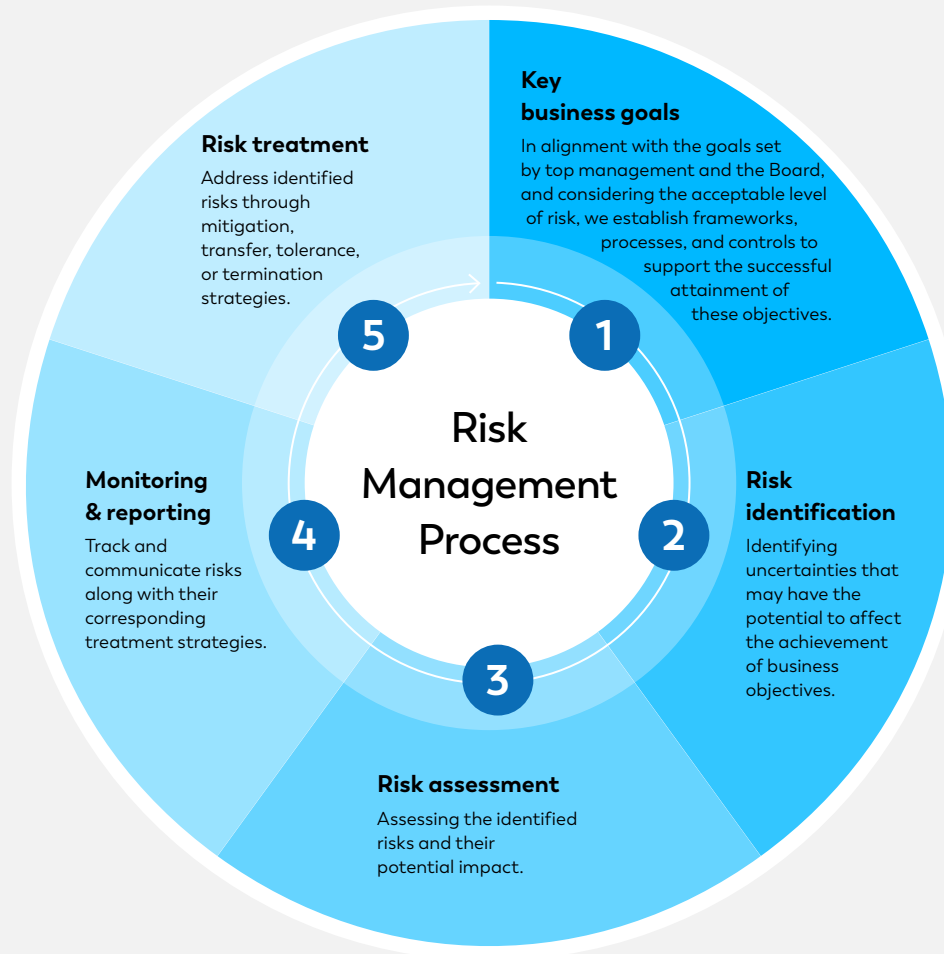 Risk
Management
Process
1
Key
business goals
In alignment with the goals set
by top management and the Board,
and considering the acceptable level
of risk, we establish frameworks,
processes, and controls to
support the successful
attainment of
these objectives.
2
Risk
identification
Identifying
uncertainties that
may have the
potential to affect
the achievement
of business
objectives.
3
Risk assessment
Assessing the identified
risks and their
potential impact.
4
Monitoring
& reporting
Track and
communicate risks
along with their
corresponding
treatment strategies.
5
Risk treatment
Address identified
risks through
mitigation,
transfer, tolerance,
or termination
strategies.